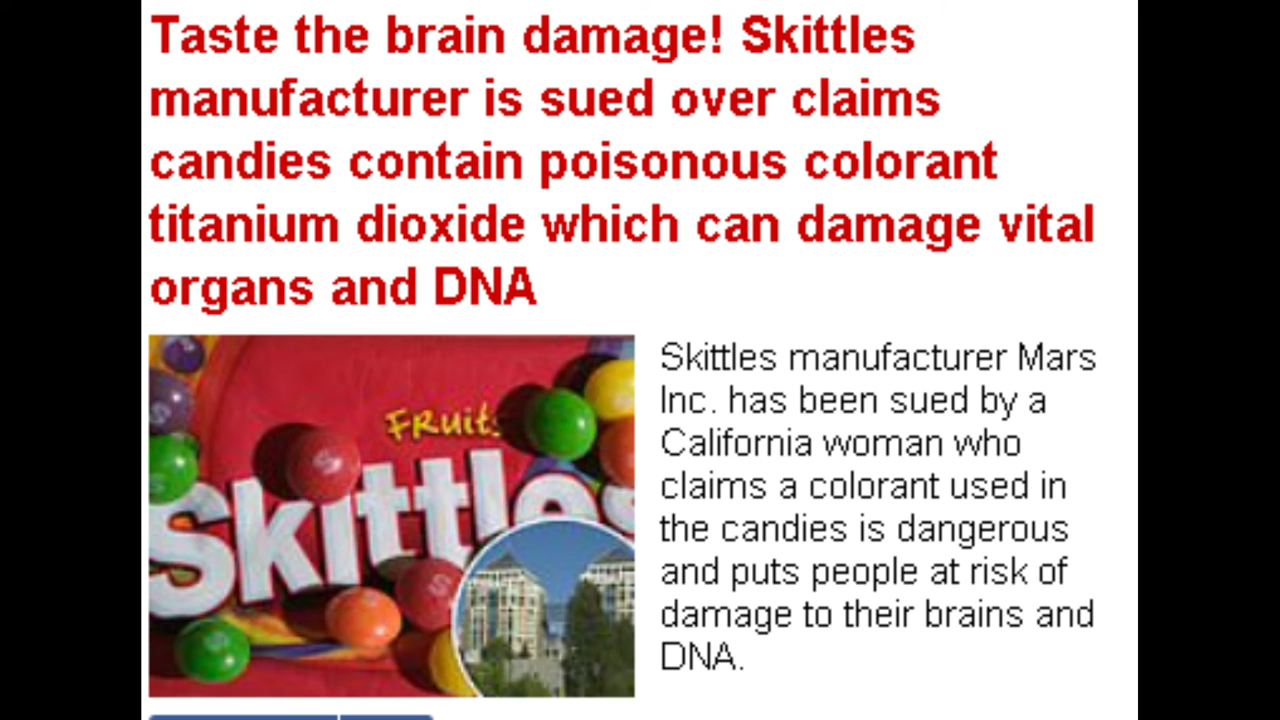 Taste the brain damage! Skittles
manufacturer is sued over claims
candies contain poisonous colorant
titanium dioxide which can damage vital
organs and DNA
Skittles manufacturer Mars
Inc. has been sued by a
California woman who
claims a colorant used in
the candies is dangerous
and puts people at risk of
damage to their brains and
DNA.
Fruits
Skittles